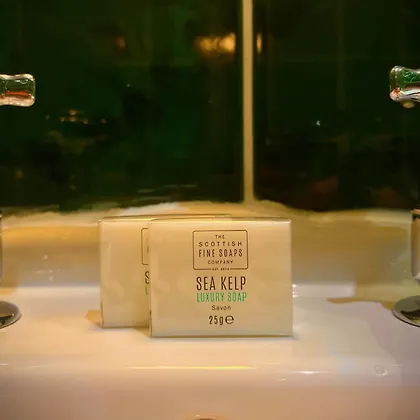 THE
SCOTTISH
FINE SOAPS
COMPANY
SEA KELP
LUXURY SOAP
Savon
25g℮